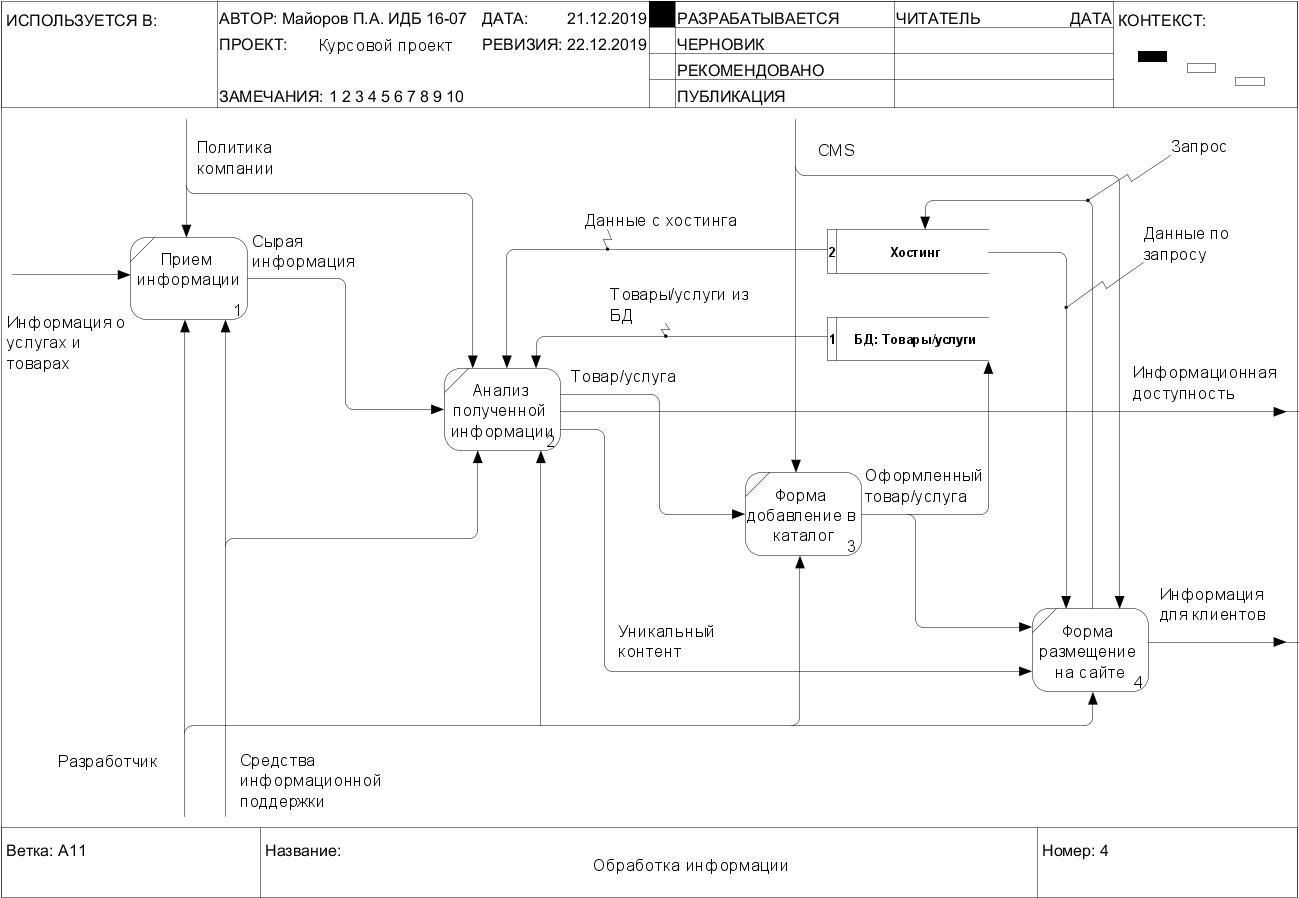 ИСПОЛЬЗУЕТСЯ В:
АВТОР: Майоров П.А. ИДБ 16-07
ДАТА: 21.12.2019
ПРОЕКТ: Курсовой проект
РЕВИЗИЯ: 22.12.2019
ЗАМЕЧАНИЯ: 1 2 3 4 5 6 7 8 9 10
РАЗРАБАТЫВАЕТСЯ
ЧЕРНОВИК
РЕКОМЕНДОВАНО
ПУБЛИКАЦИЯ
ЧИТАТЕЛЬ
ДАТА
КОНТЕКСТ:
Политика
компании
CMS
Запрос
Данные с хостинга
Данные по
запросу
Сырая
информация
Прием
информации
1
2
Хостинг
Информация о
услугах и
товарах
Товары/услуги из
БД
1
БД: Товары/услуги
Товар/услуга
Информационная
доступность
Анализ
полученной
информации
2
Оформленный
товар/услуга
Форма
добавление в
каталог
3
Информация
для клиентов
Уникальный
контент
Форма
размещение
на сайте
4
Разработчик
Средства
информационной
поддержки
Ветка: A11
Название:
Обработка информации
Номер: 4